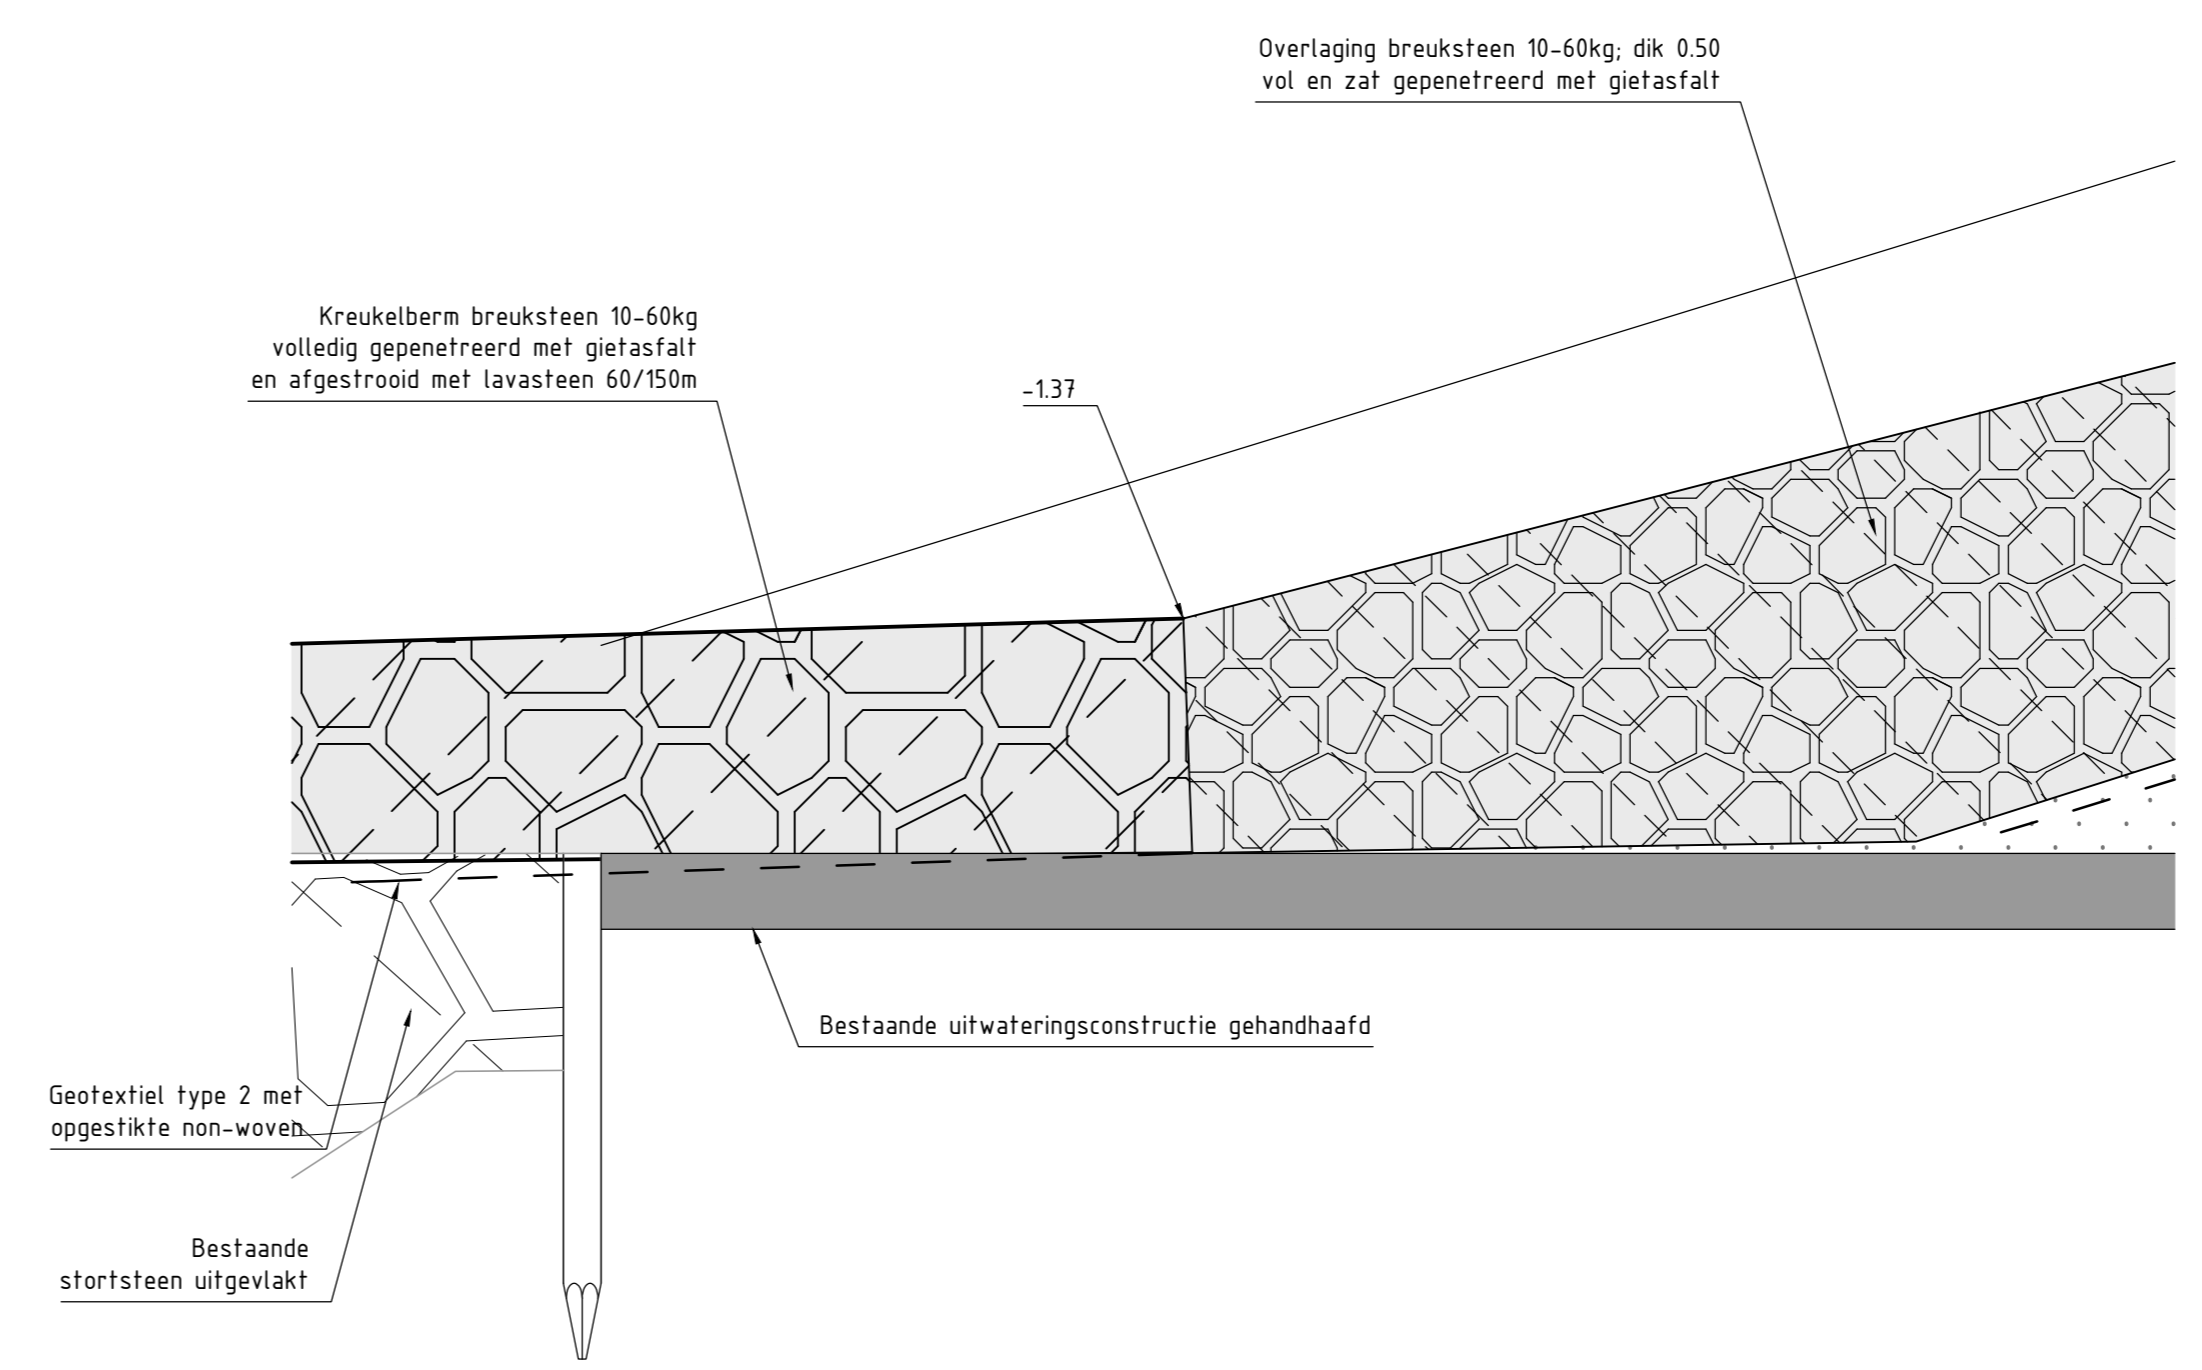 Overlaging breuksteen 10-60kg; dik 0.50
vol en zat gepenetreerd met gietasfalt
Kreukelberm breuksteen 10-60kg
volledig gepenetreerd met gietasfalt
en afgestrooid met lavasteen 60/150m
-1.37
Bestaande uitwateringsconstructie gehandhaafd
Geotextiel type 2 met
opgestikte non-woven
Bestaande
stortsteen uitgevlakt